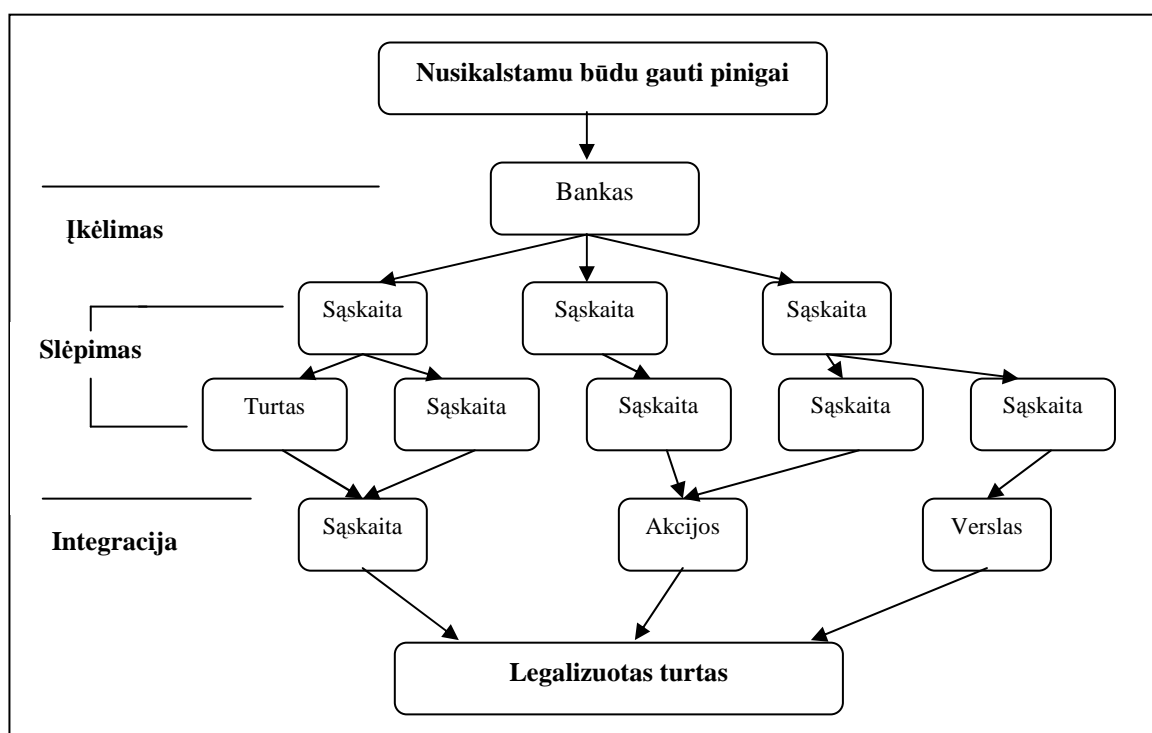 Nusikalstamu būdu gauti pinigai
Bankas
Įkėlimas
Sąskaita
Sąskaita
Sąskaita
Slėpimas
Turtas
Sąskaita
Sąskaita
Sąskaita
Sąskaita
Integracija
Sąskaita
Akcijos
Verslas
Legalizuotas turtas